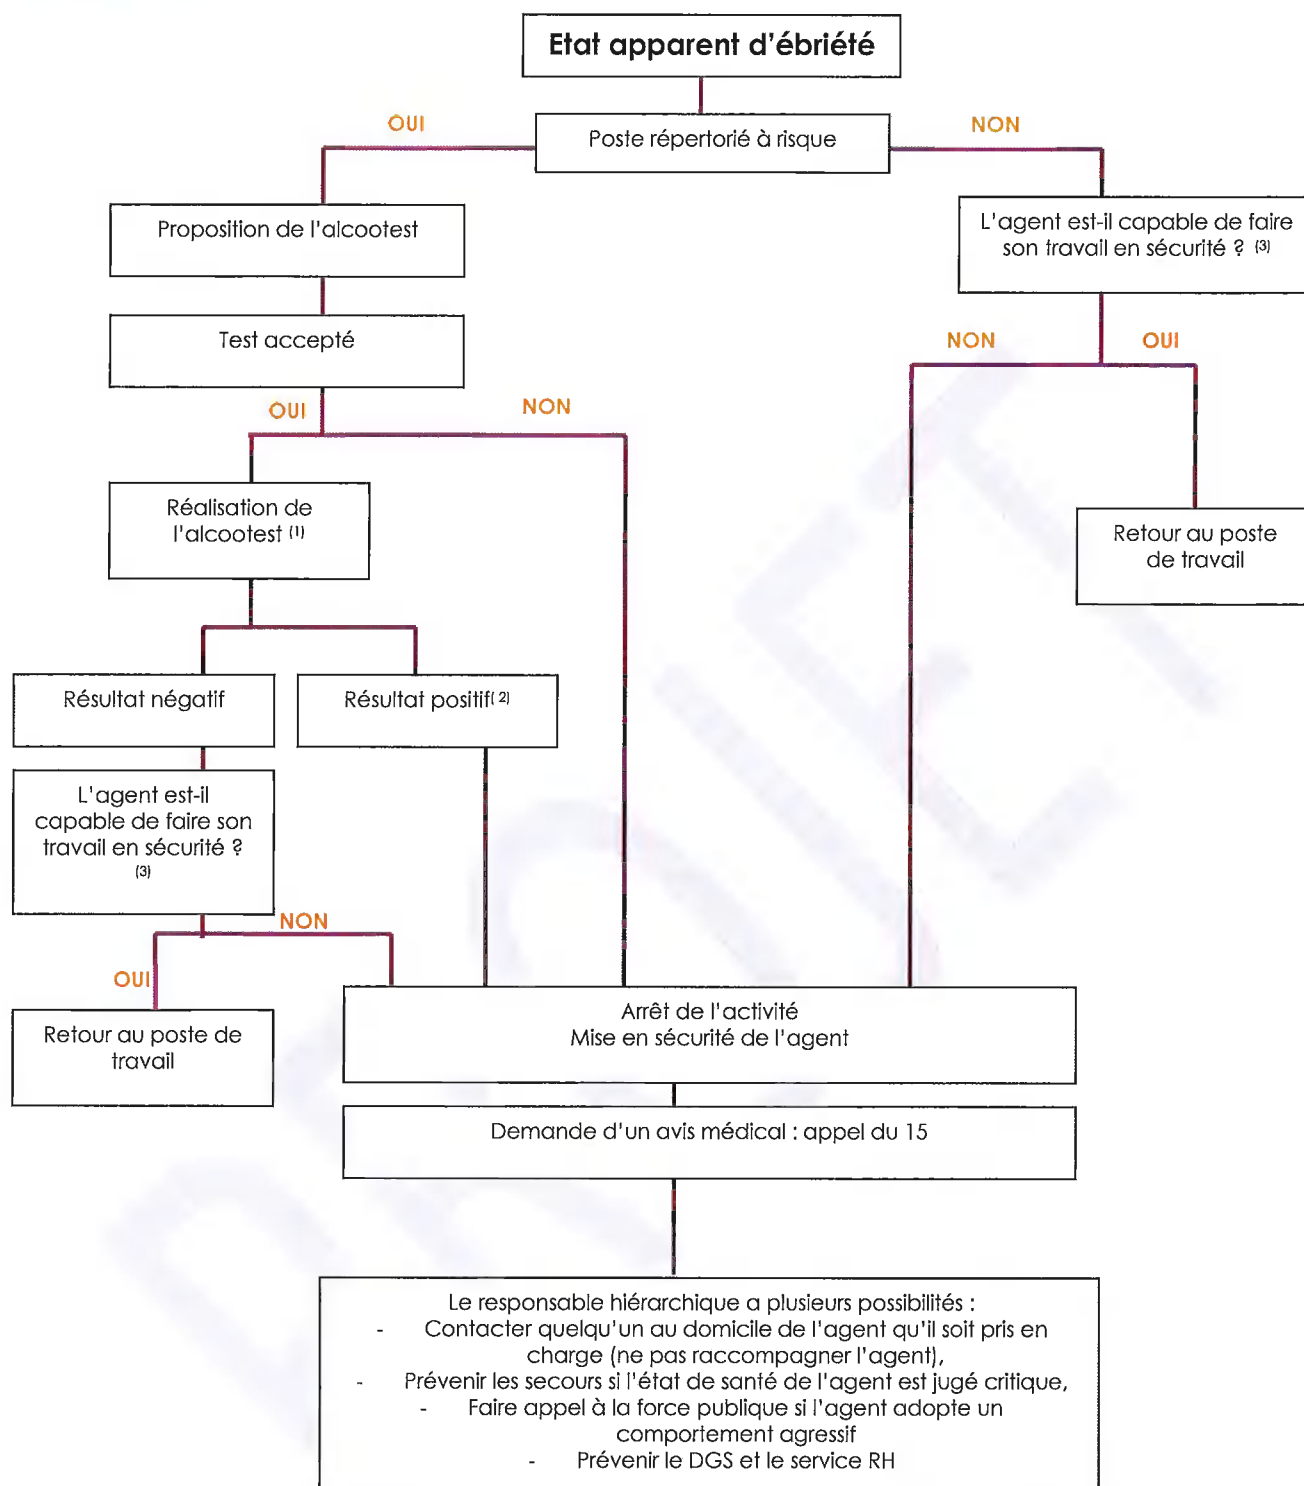 Etat apparent d'ébriété
OUI
NON
Poste répertorié à risque
Proposition de l'alcootest
L'agent est-il capable de faire
son travail en sécurité ? (3)
Test accepté
NON
OUI
OUI
NON
Réalisation de
l'alcootest (1)
Retour au poste
de travail
Résultat négatif
Résultat positif( 2)
L'agent est-il
capable de faire son
travail en sécurité ?
(3)
NON
OUI
Retour au poste de
travail
Arrêt de l'activité
Mise en sécurité de l'agent
Demande d'un avis médical : appel du 15
Le responsable hiérarchique a plusieurs possibilités :
- Contacter quelqu'un au domicile de l'agent qu'il soit pris en
charge (ne pas raccompagner l'agent),
- Prévenir les secours si l'état de santé de l'agent est jugé critique,
- Faire appel à la force publique si l'agent adopte un
comportement agressif
- Prévenir le DGS et le service RH
PROJET